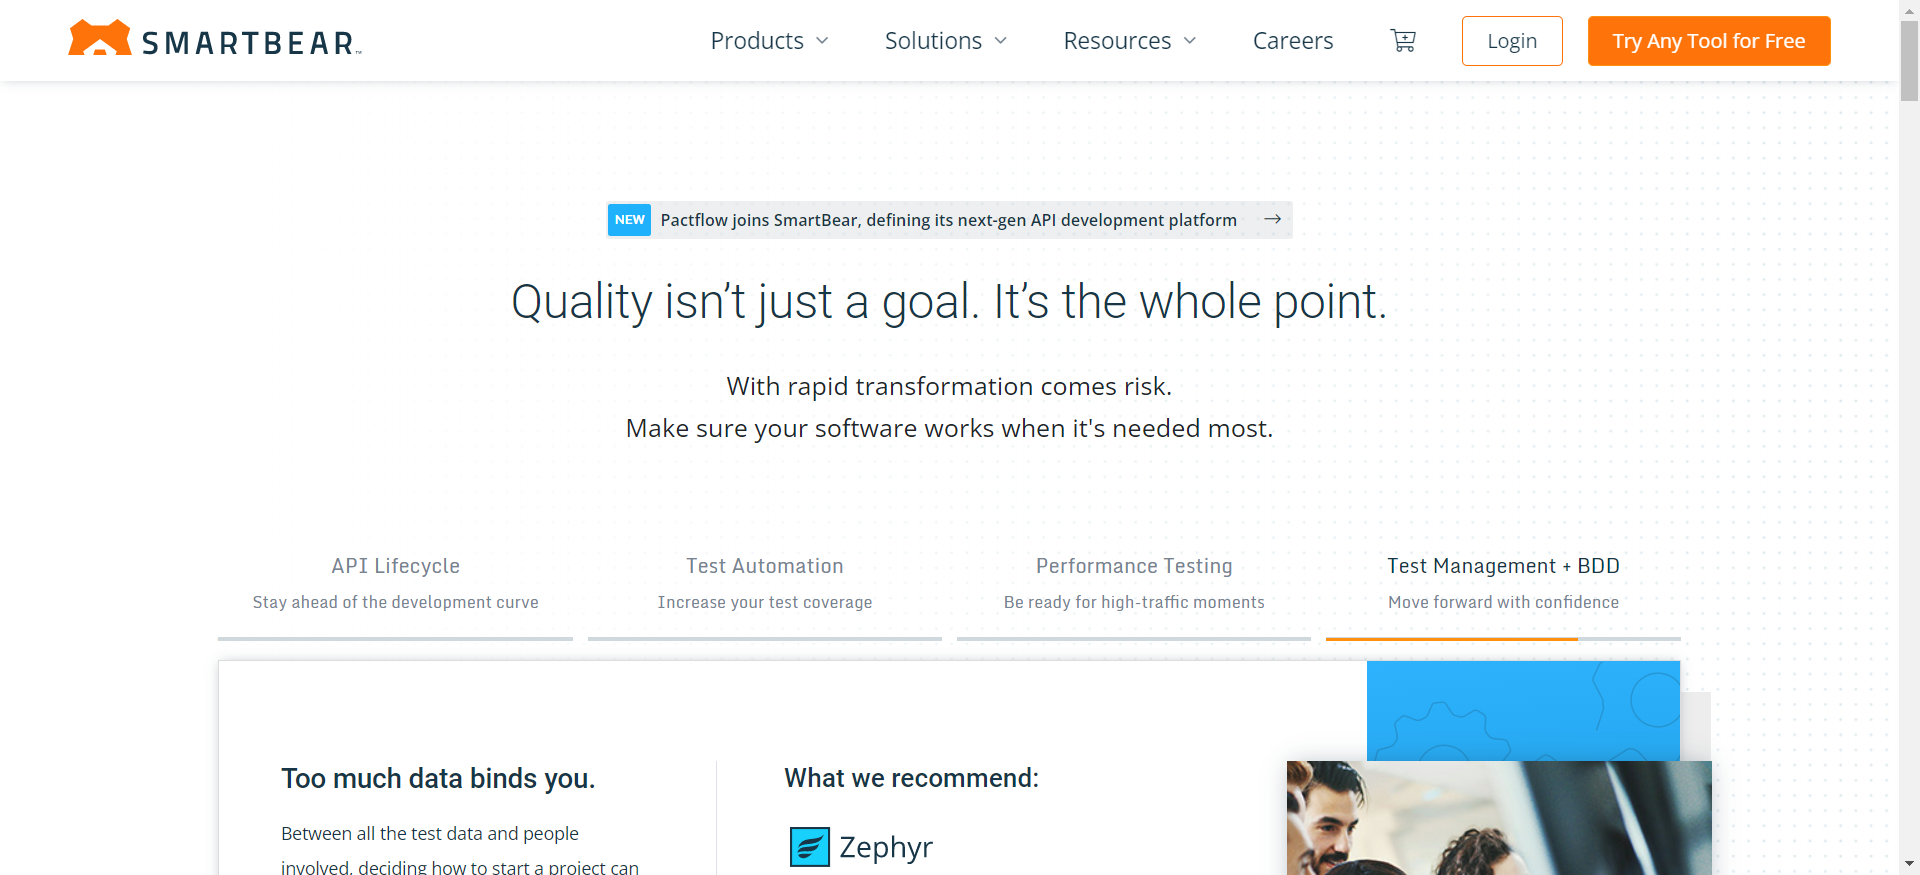 SMARTBEAR™
Products
Solutions
Resources
Careers
Login
Try Any Tool for Free
NEW
Pactflow joins SmartBear, defining its next-gen API development platform
Quality isn’t just a goal. It’s the whole point.
With rapid transformation comes risk.
Make sure your software works when it's needed most.
API Lifecycle
Stay ahead of the development curve
Test Automation
Increase your test coverage
Performance Testing
Be ready for high-traffic moments
Test Management + BDD
Move forward with confidence
Too much data binds you.
Between all the test data and people
involved, deciding how to start a project can
What we recommend:
Zephyr